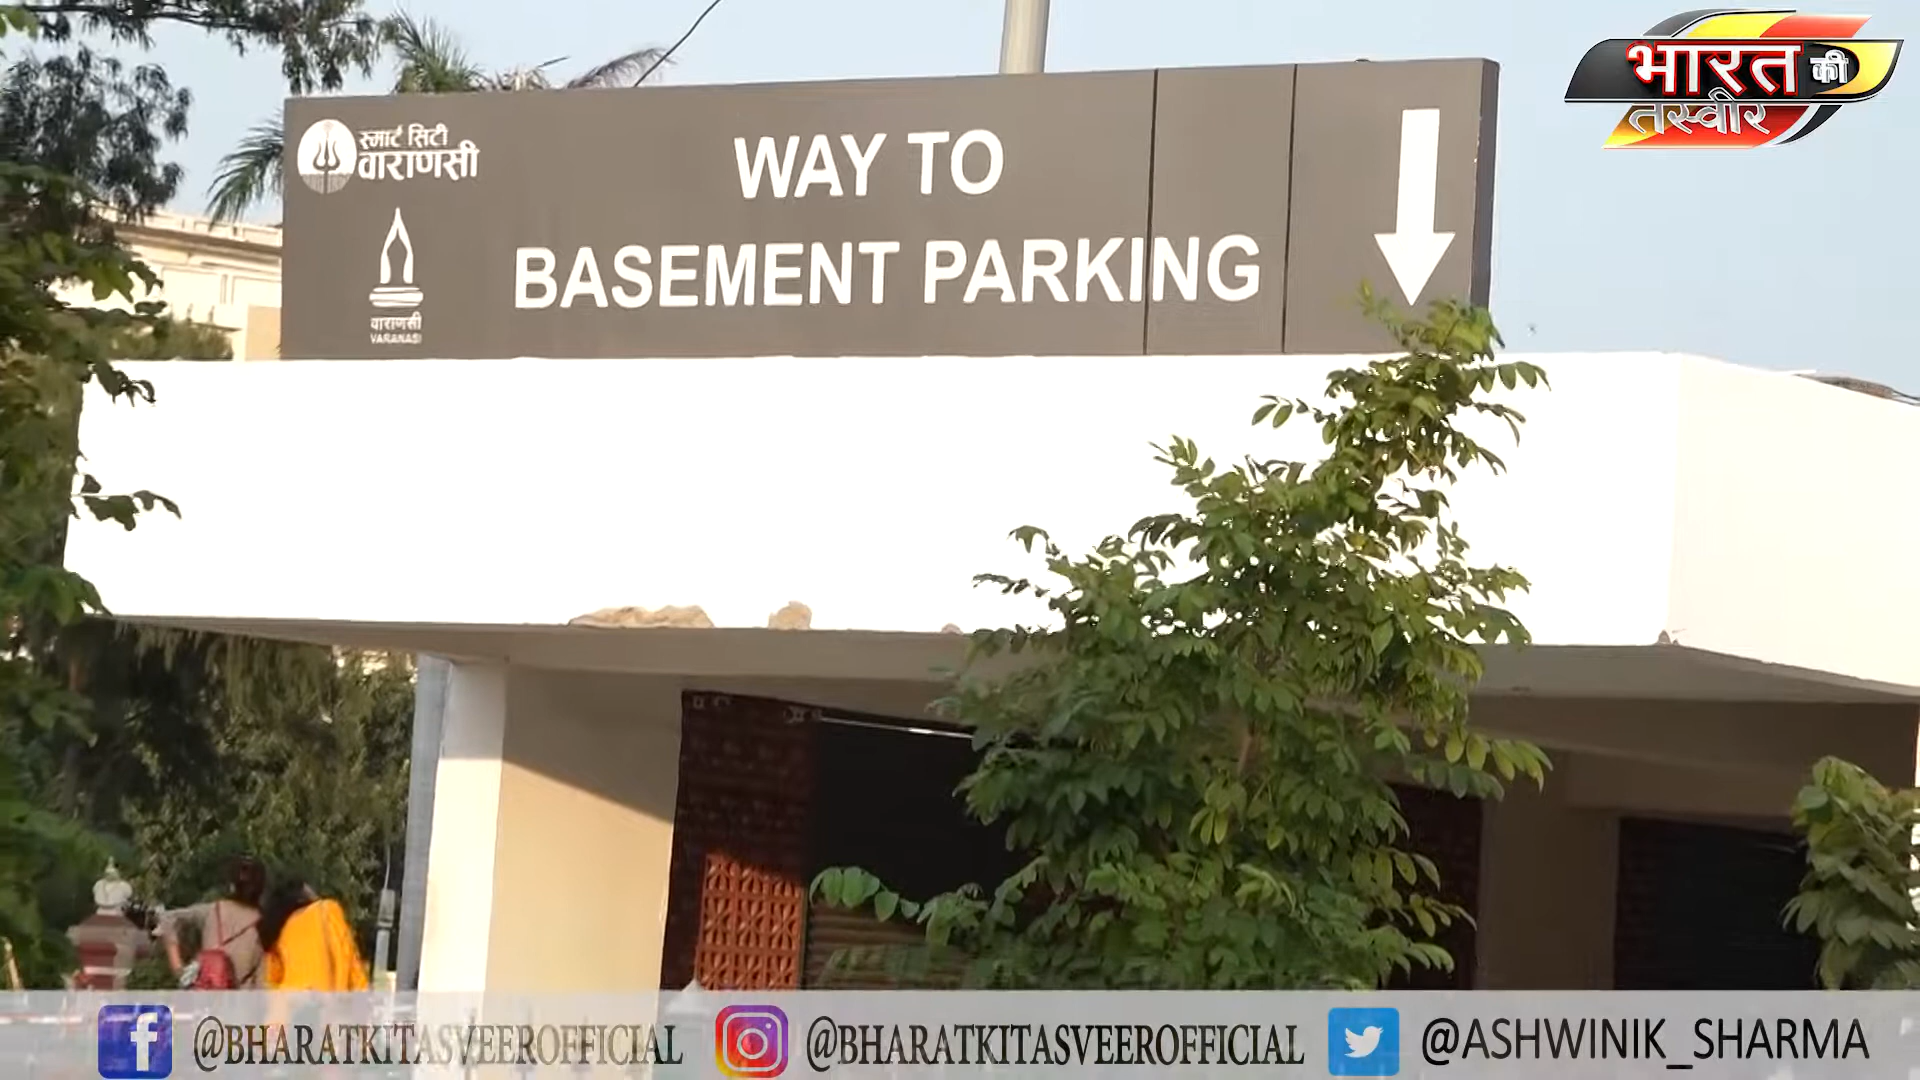 भारत की
तस्वीर
स्मार्ट सिटी
वाराणसी
WAY TO
BASEMENT PARKING
वाराणसी
VARANASI
@BHARATKITASVEEROFFICIAL
@BHARATKITASVEEROFFICIAL
@ASHWINIK_SHARMA